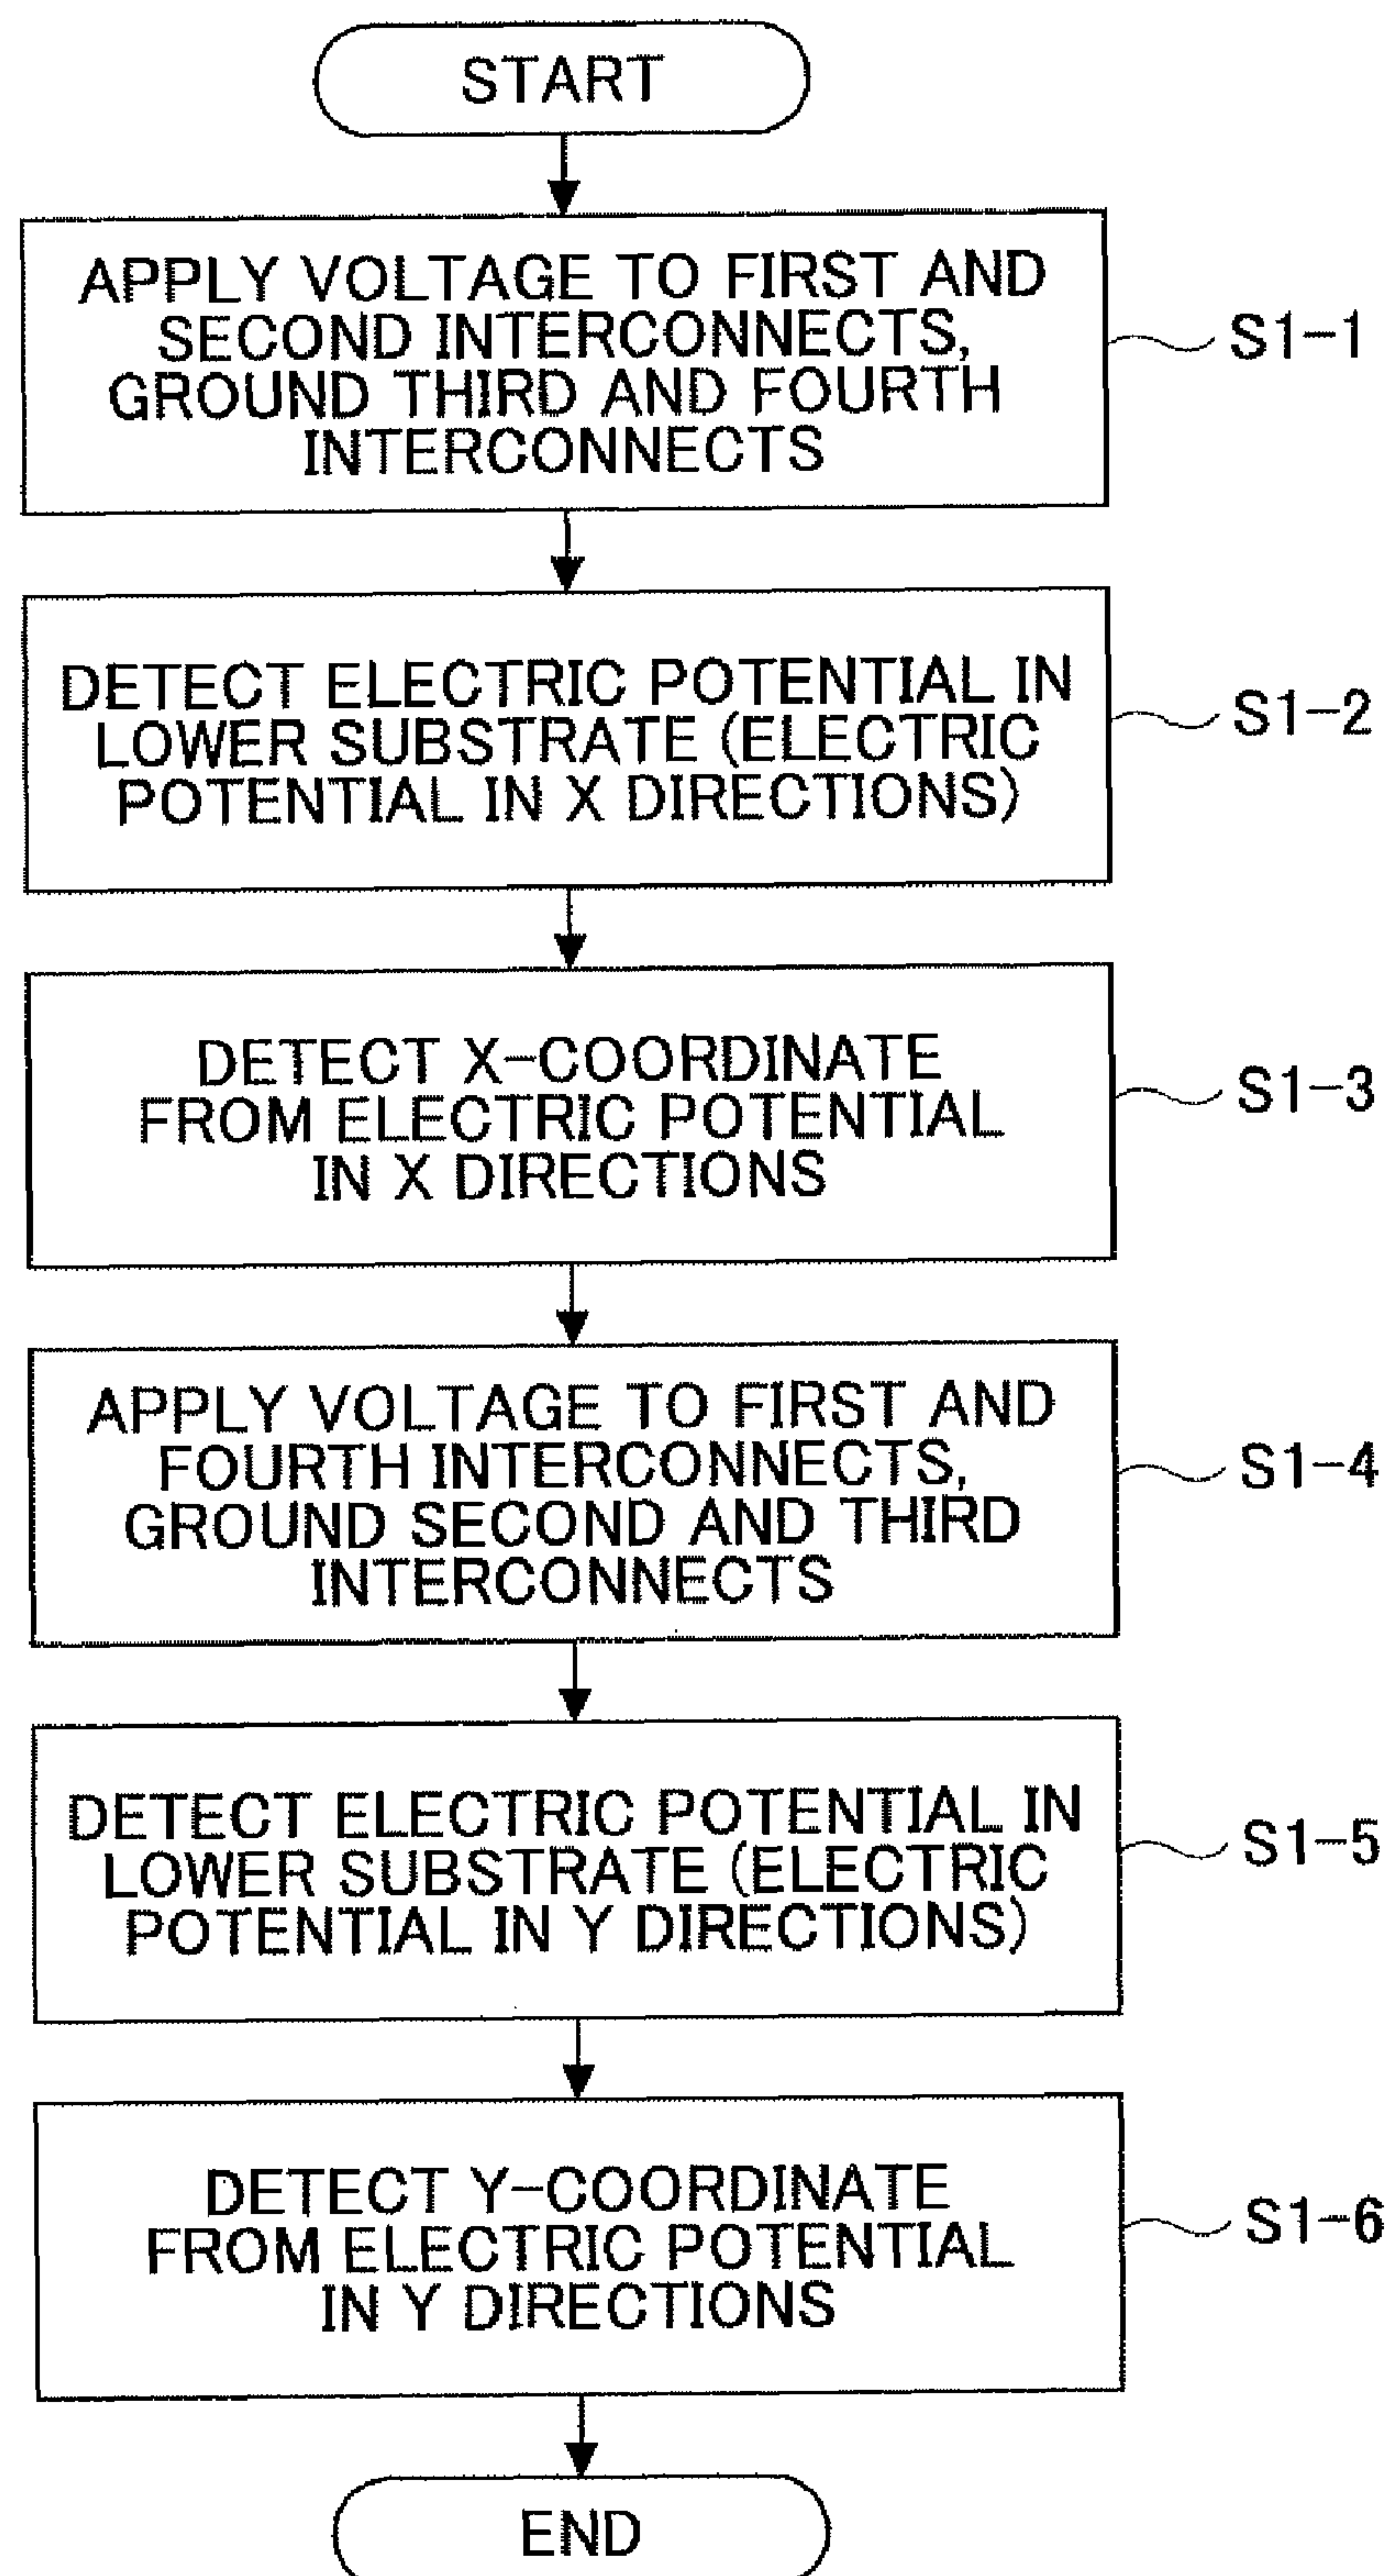 START
APPLY VOLTAGE TO FIRST AND
SECOND INTERCONNECTS,
GROUND THIRD AND FOURTH
INTERCONNECTS
S1-1
DETECT ELECTRIC POTENTIAL IN
LOWER SUBSTRATE (ELECTRIC
POTENTIAL IN X DIRECTIONS)
S1-2
DETECT X-COORDINATE
FROM ELECTRIC POTENTIAL
IN X DIRECTIONS
S1-3
APPLY VOLTAGE TO FIRST AND
FOURTH INTERCONNECTS,
GROUND SECOND AND THIRD
INTERCONNECTS
S1-4
DETECT ELECTRIC POTENTIAL IN
LOWER SUBSTRATE (ELECTRIC
POTENTIAL IN Y DIRECTIONS)
S1-5
DETECT Y-COORDINATE
FROM ELECTRIC POTENTIAL
IN Y DIRECTIONS
S1-6
END